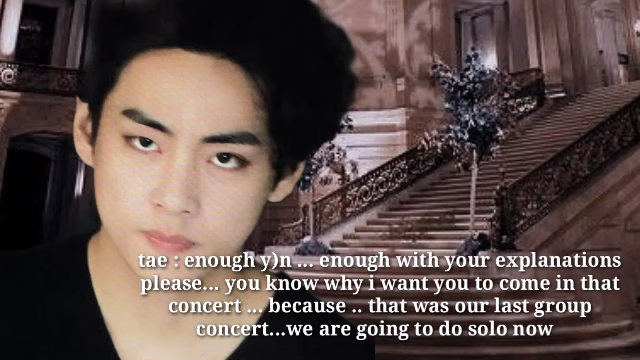 tae : enough y)n ... enough with your explanations
please... you know why i want you to come in that
concert ... because .. that was our last group
concert...we are going to do solo now